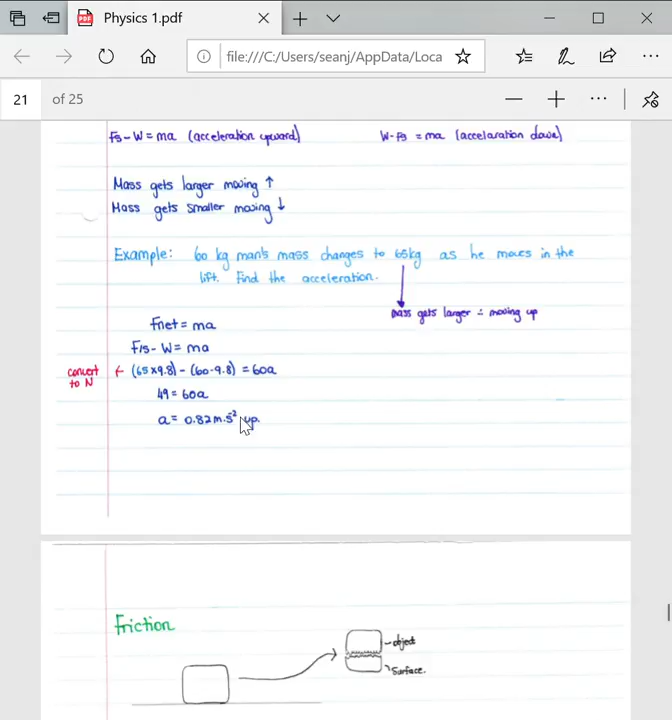 Physics 1.pdf
file:///C:/Users/seanj/AppData/Loca
21 of 25
Fs - W = ma (acceleration upward)
W - Fs = ma (accelaration down)
Mass gets larger moving ↑
Mass gets smaller moving ↓
Example: 60 kg man's mass changes to 65kg as he moves in the
lift. Find the acceleration.
mass gets larger ∴ moving up
Fnet = ma
F/s - W = ma
convert to N ← (65×9.8) - (60·9.8) = 60a
49 = 60a
a = 0.82 m.s² up.
Friction
object
surface.